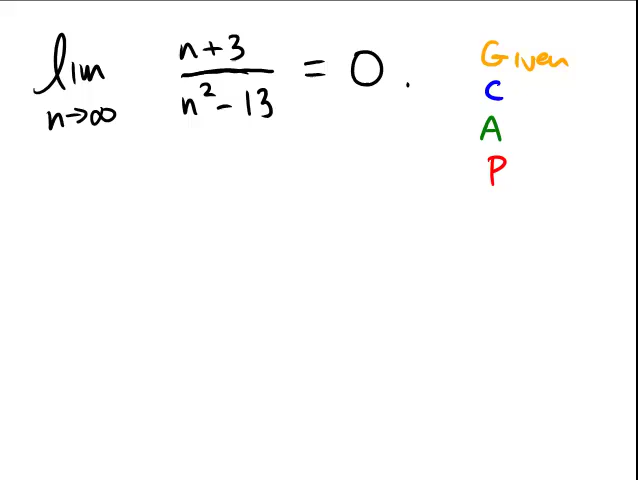 lim n→∞ n+3 / n² - 13 = 0.
Given
C
A
P